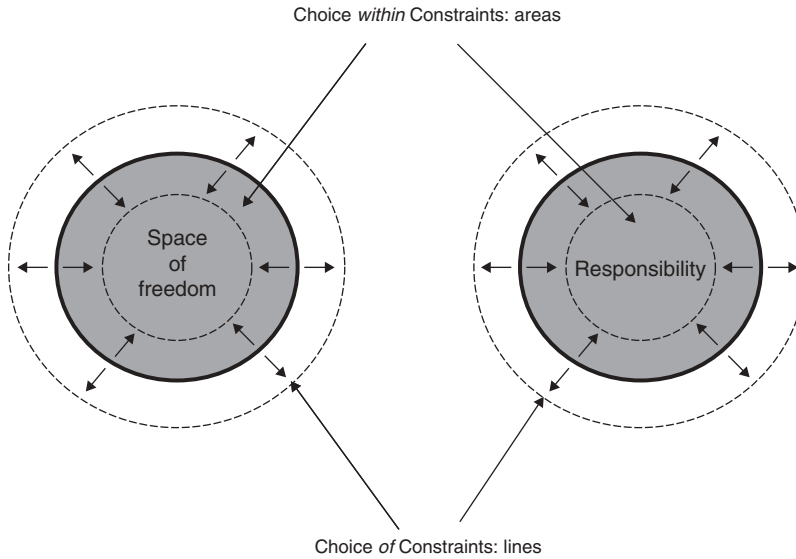 Choice within Constraints: areas
Space
of
freedom
Responsibility
Choice of Constraints: lines